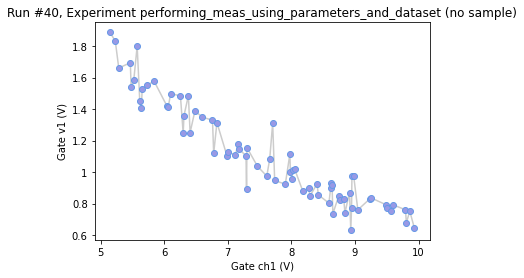 Run #40, Experiment performing_meas_using_parameters_and_dataset (no sample)
1.8
1.6
1.4
1.2
1.0
0.8
0.6
Gate v1 (V)
5 6 7 8 9 10
Gate ch1 (V)